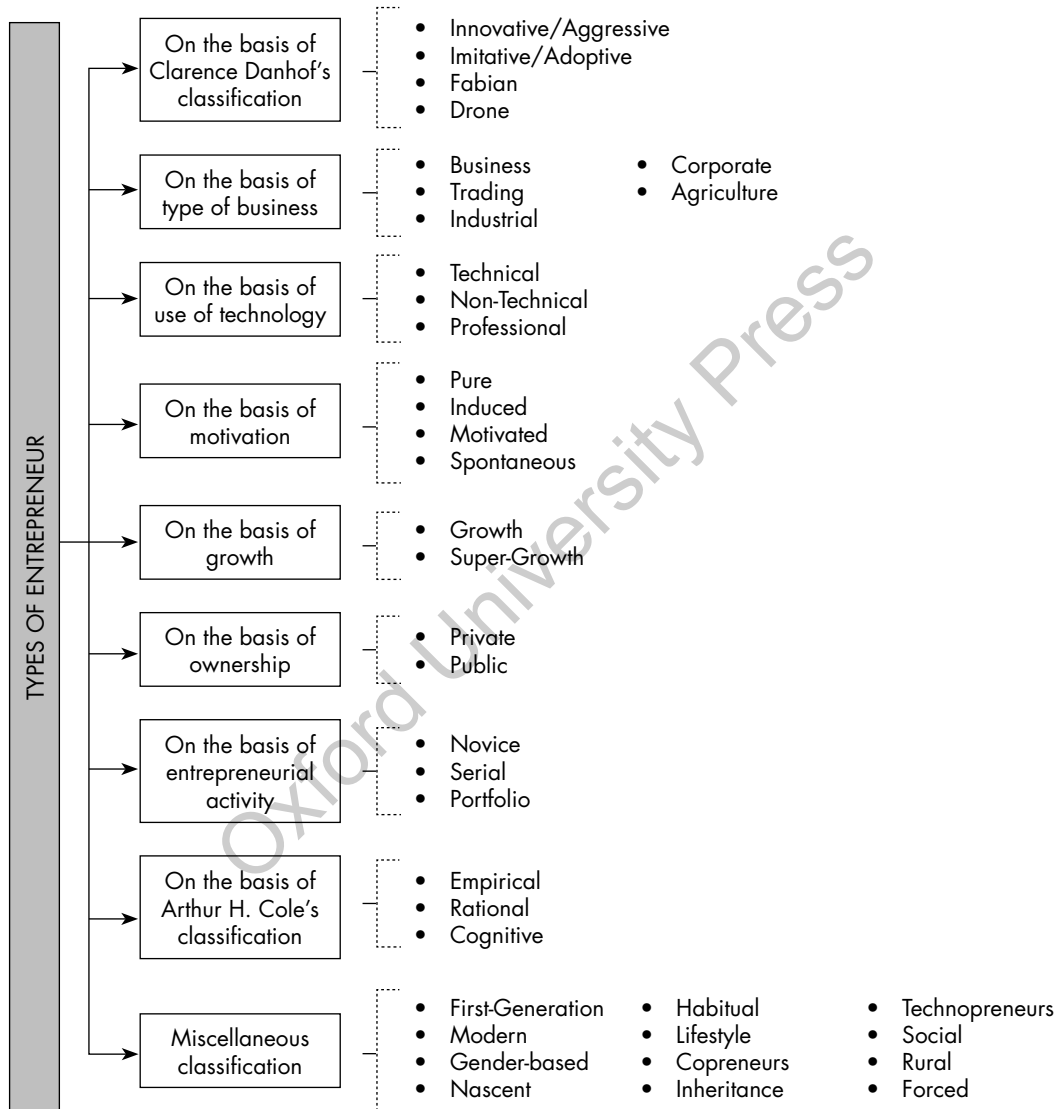 TYPES OF ENTREPRENEUR
On the basis of
Clarence Danhof's
classification
• Innovative/Aggressive
• Imitative/Adoptive
• Fabian
• Drone
On the basis of
type of business
• Business
• Trading
• Industrial
• Corporate
• Agriculture
On the basis of
use of technology
• Technical
• Non-Technical
• Professional
On the basis of
motivation
• Pure
• Induced
• Motivated
• Spontaneous
On the basis of
growth
• Growth
• Super-Growth
On the basis of
ownership
• Private
• Public
On the basis of
entrepreneurial
activity
• Novice
• Serial
• Portfolio
On the basis of
Arthur H. Cole's
classification
• Empirical
• Rational
• Cognitive
Miscellaneous
classification
• First-Generation
• Modern
• Gender-based
• Nascent
• Habitual
• Lifestyle
• Copreneurs
• Inheritance
• Technopreneurs
• Social
• Rural
• Forced
Oxford University Press